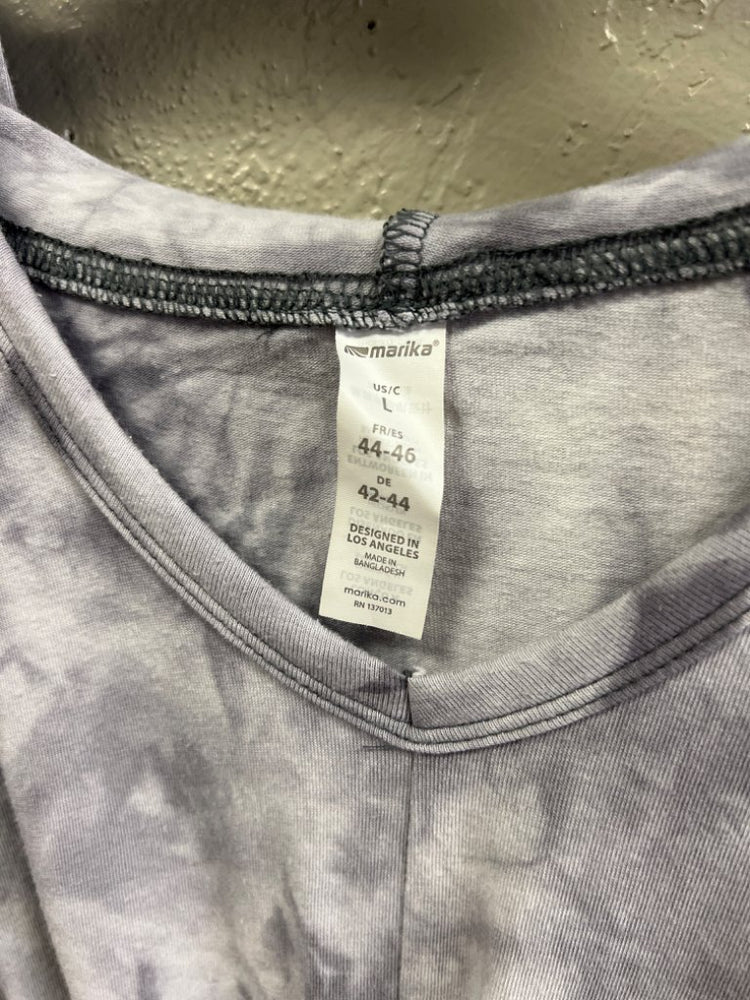 marika®
US/C
L
FR/ES
44-46
DE
42-44
DESIGNED IN
LOS ANGELES
MADE IN
BANGLADESH
marika.com
RN 137013